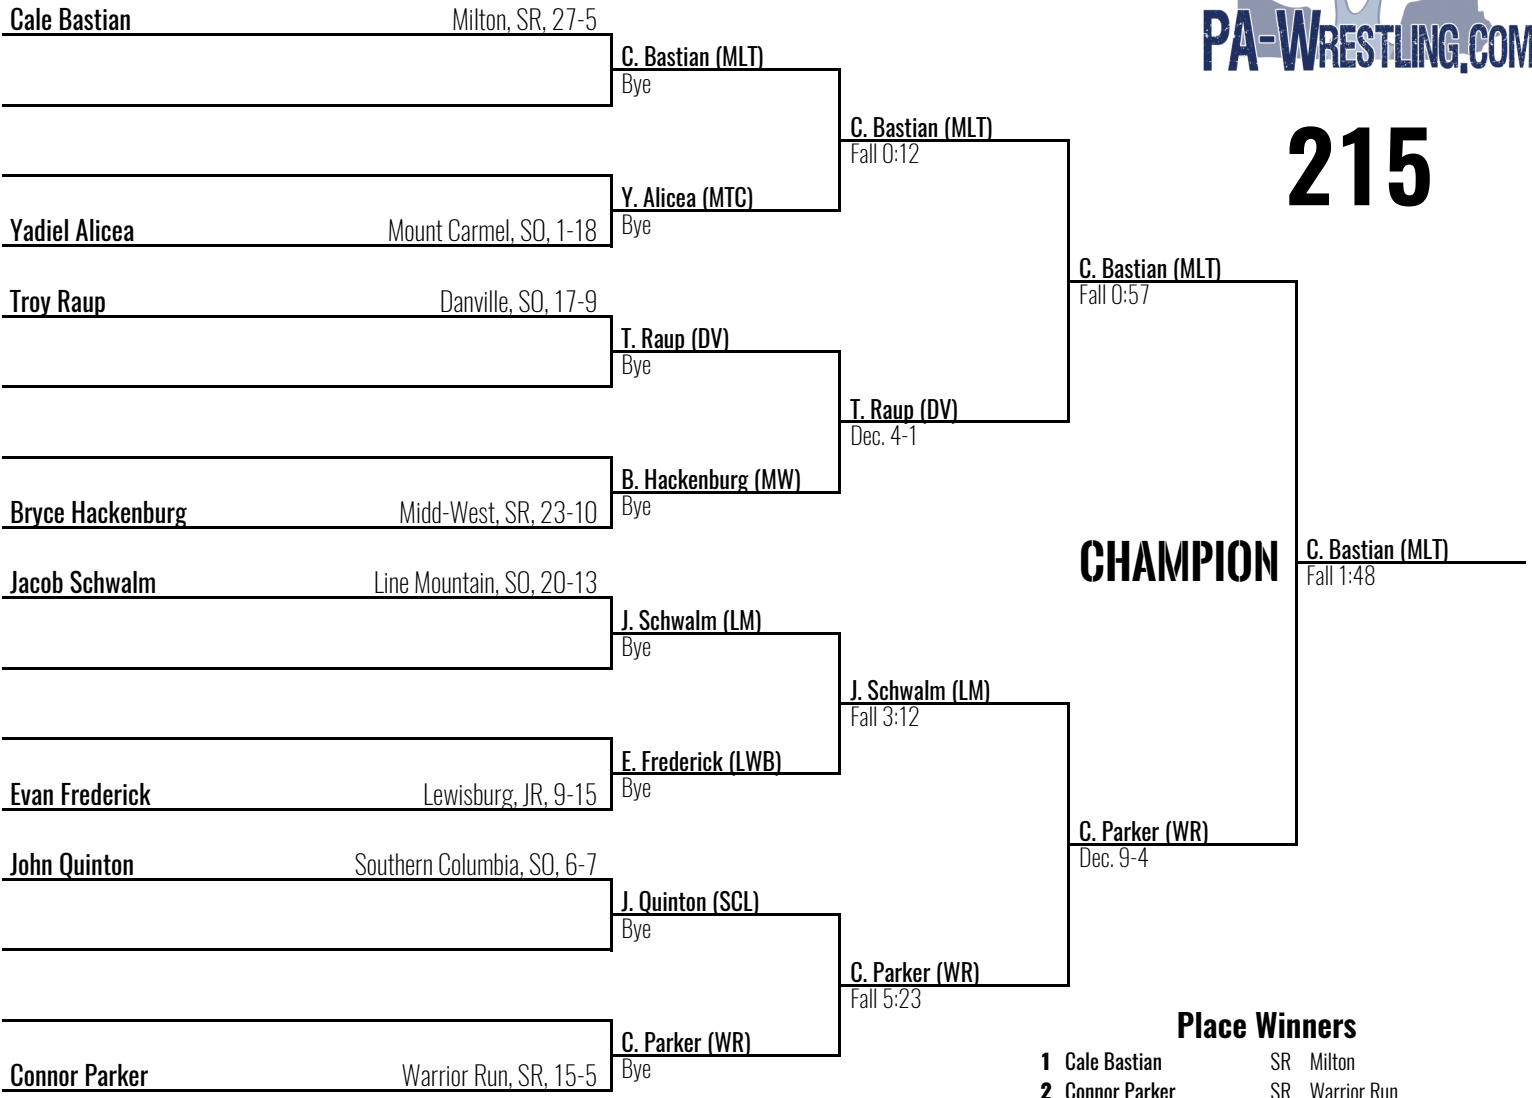 Cale Bastian Milton, SR, 27-5
C. Bastian (MLT)
Bye
C. Bastian (MLT)
Fall 0:12
Y. Alicea (MTC)
Bye
Yadiel Alicea Mount Carmel, SO, 1-18
PA-WRESTLING.COM
215
C. Bastian (MLT)
Fall 0:57
Troy Raup Danville, SO, 17-9
T. Raup (DV)
Bye
T. Raup (DV)
Dec. 4-1
B. Hackenburg (MW)
Bye
Bryce Hackenburg Midd-West, SR, 23-10
CHAMPION
C. Bastian (MLT)
Fall 1:48
Jacob Schwalm Line Mountain, SO, 20-13
J. Schwalm (LM)
Bye
J. Schwalm (LM)
Fall 3:12
E. Frederick (LWB)
Bye
Evan Frederick Lewisburg, JR, 9-15
C. Parker (WR)
Dec. 9-4
John Quinton Southern Columbia, SO, 6-7
J. Quinton (SCL)
Bye
C. Parker (WR)
Fall 5:23
C. Parker (WR)
Bye
Connor Parker Warrior Run, SR, 15-5
Place Winners
1 Cale Bastian SR Milton
2 Connor Parker SR Warrior Run